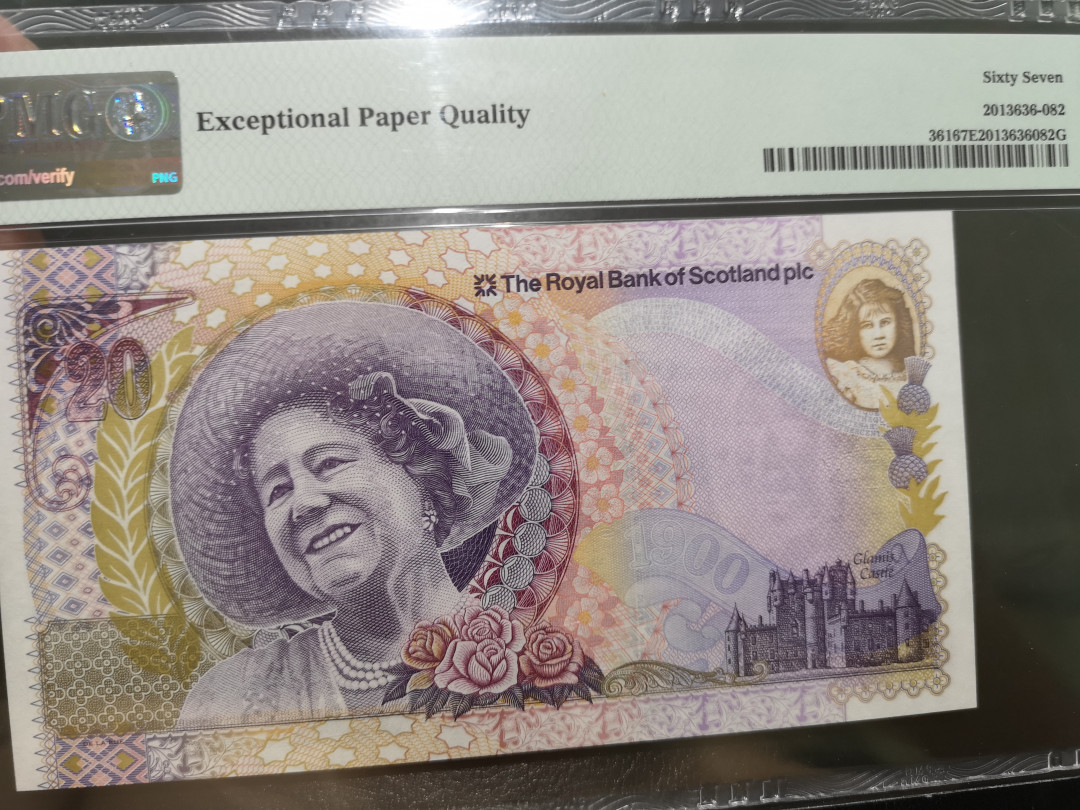 Sixty Seven
PMG
Exceptional Paper Quality
2013636-082
36167E2013636082G
.com/verify
PNG
The Royal Bank of Scotland plc
20
1900
Glamis
Castle